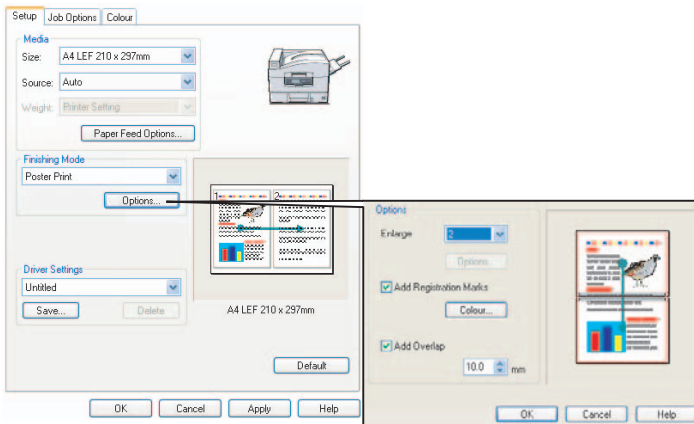 Setup Job Options Colour
Media
Size: A4 LEF 210 x 297mm
Source: Auto
Weight: Printer Setting
Paper Feed Options...
Finishing Mode
Poster Print
Options...
1 2
Driver Settings
Untitled
Save... Delete
A4 LEF 210 x 297mm
Default
OK Cancel Apply Help
Options
Enlarge 2
Options
Add Registration Marks
Colour...
Add Overlap
10.0 mm
OK Cancel Help